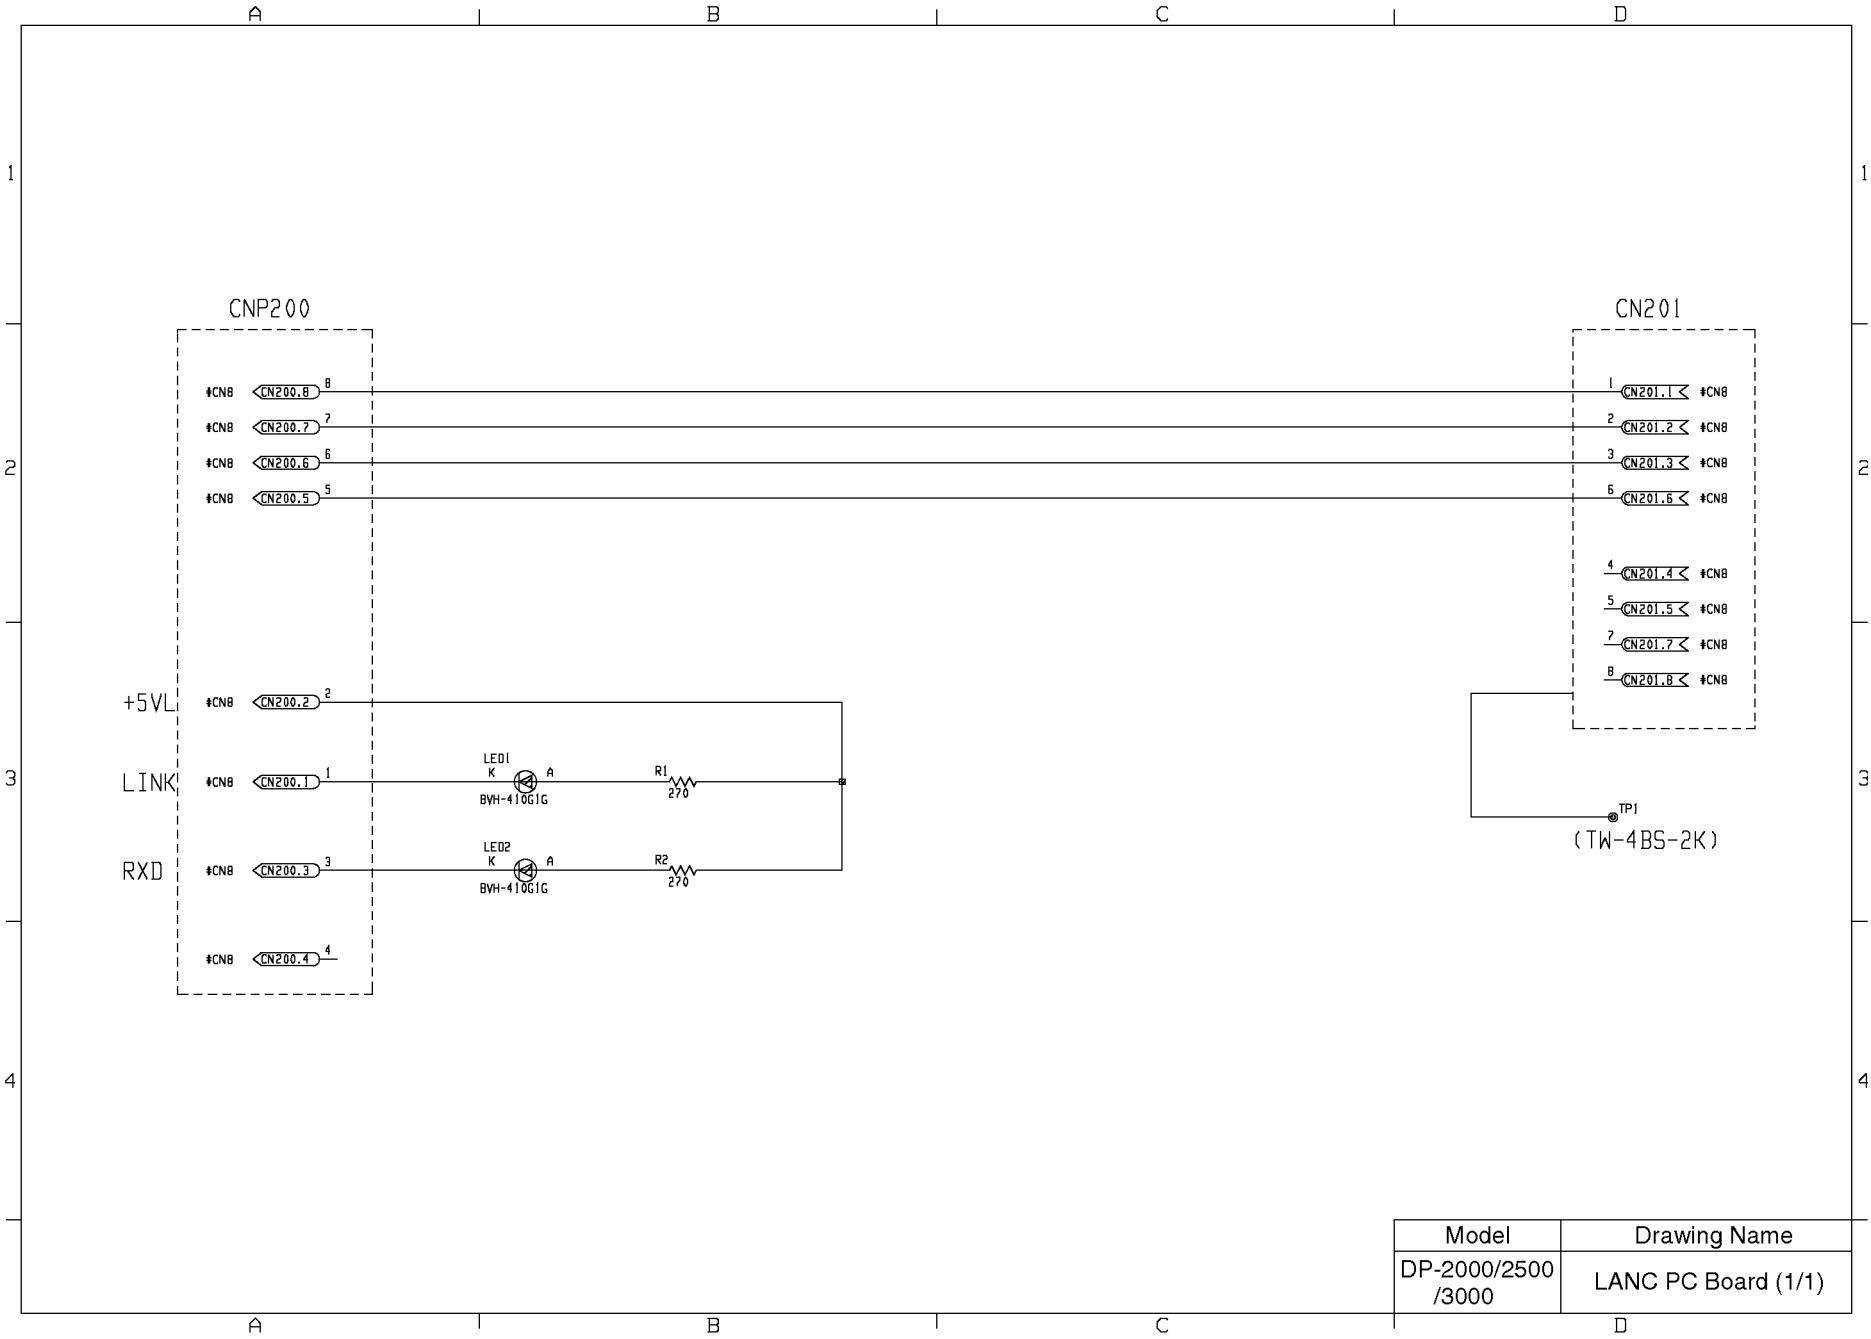 A B C D
1 1
CNP200 CN201
*CN8 CN200.8 8 1 CN201.1 *CN8
*CN8 CN200.7 7 2 CN201.2 *CN8
*CN8 CN200.6 6 3 CN201.3 *CN8
2 2
*CN8 CN200.5 5 6 CN201.6 *CN8
4 CN201.4 *CN8
5 CN201.5 *CN8
7 CN201.7 *CN8
8 CN201.8 *CN8
+5VL *CN8 CN200.2 2
LED1
K A R1
3 LINK *CN8 CN200.1 1 3
BVH-410G1G 270
TP1
(TW-4BS-2K)
LED2
K A R2
RXD *CN8 CN200.3 3
BVH-410G1G 270
*CN8 CN200.4 4
4 4
Model Drawing Name
DP-2000/2500
/3000
LANC PC Board (1/1)
A B C D